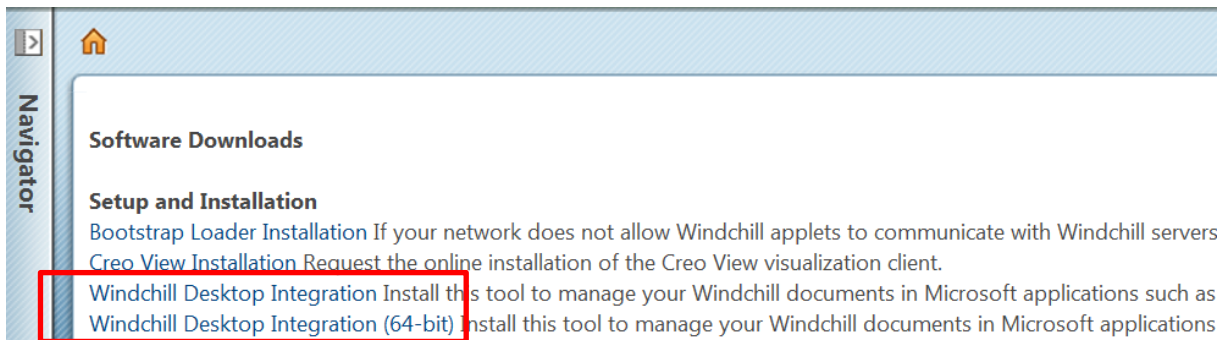 Navigator
Software Downloads
Setup and Installation
Bootstrap Loader Installation If your network does not allow Windchill applets to communicate with Windchill servers
Creo View Installation Request the online installation of the Creo View visualization client.
Windchill Desktop Integration Install this tool to manage your Windchill documents in Microsoft applications such as
Windchill Desktop Integration (64-bit) Install this tool to manage your Windchill documents in Microsoft applications